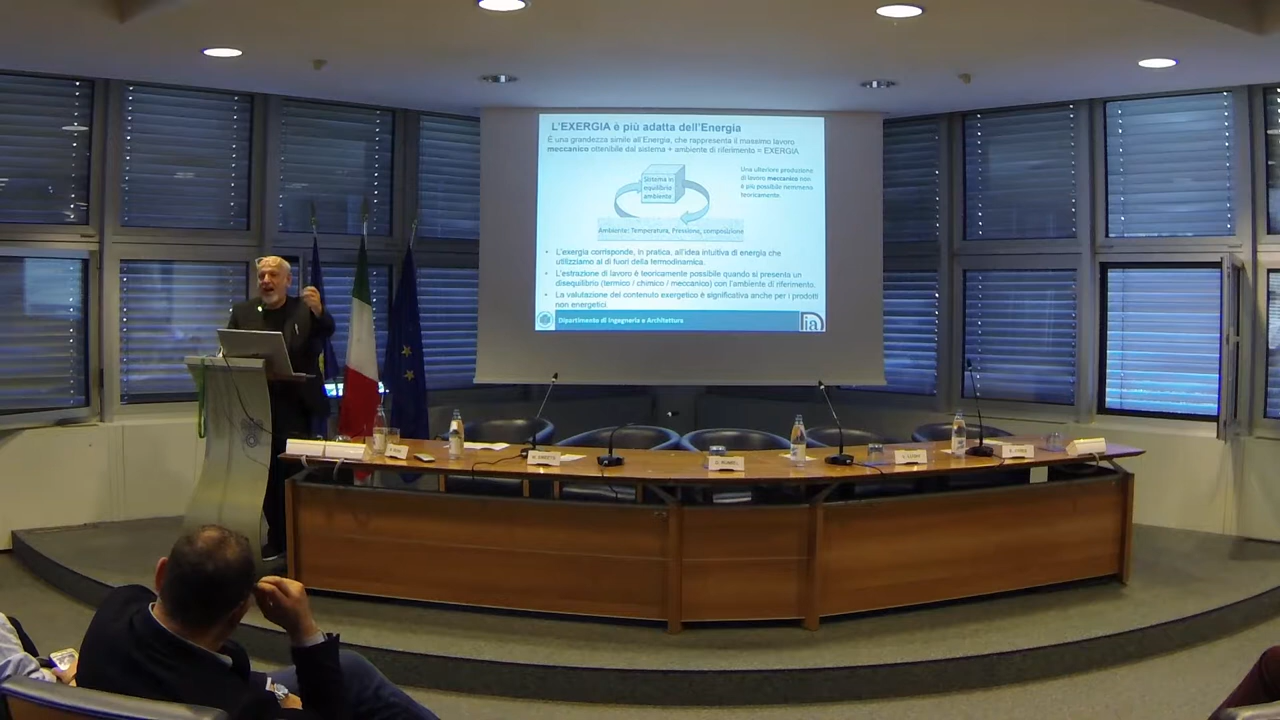 L'EXERGIA è più adatta dell'Energia
È una grandezza simile all'Energia, che rappresenta il massimo lavoro
meccanico ottenibile dal sistema + ambiente di riferimento = EXERGIA
Sistema in
equilibrio
ambiente
Una ulteriore produzione
di lavoro meccanico non
è più possibile nemmeno
teoricamente.
Ambiente: Temperatura, Pressione, composizione
• L'exergia corrisponde, in pratica, all'idea intuitiva di energia che
utilizziamo al di fuori della termodinamica.
• L'estrazione di lavoro è teoricamente possibile quando si presenta un
disequilibrio (termico / chimico / meccanico) con l'ambiente di riferimento.
• La valutazione del contenuto exergetico è significativa anche per i prodotti
non energetici.
Dipartimento di Ingegneria e Architettura
dia